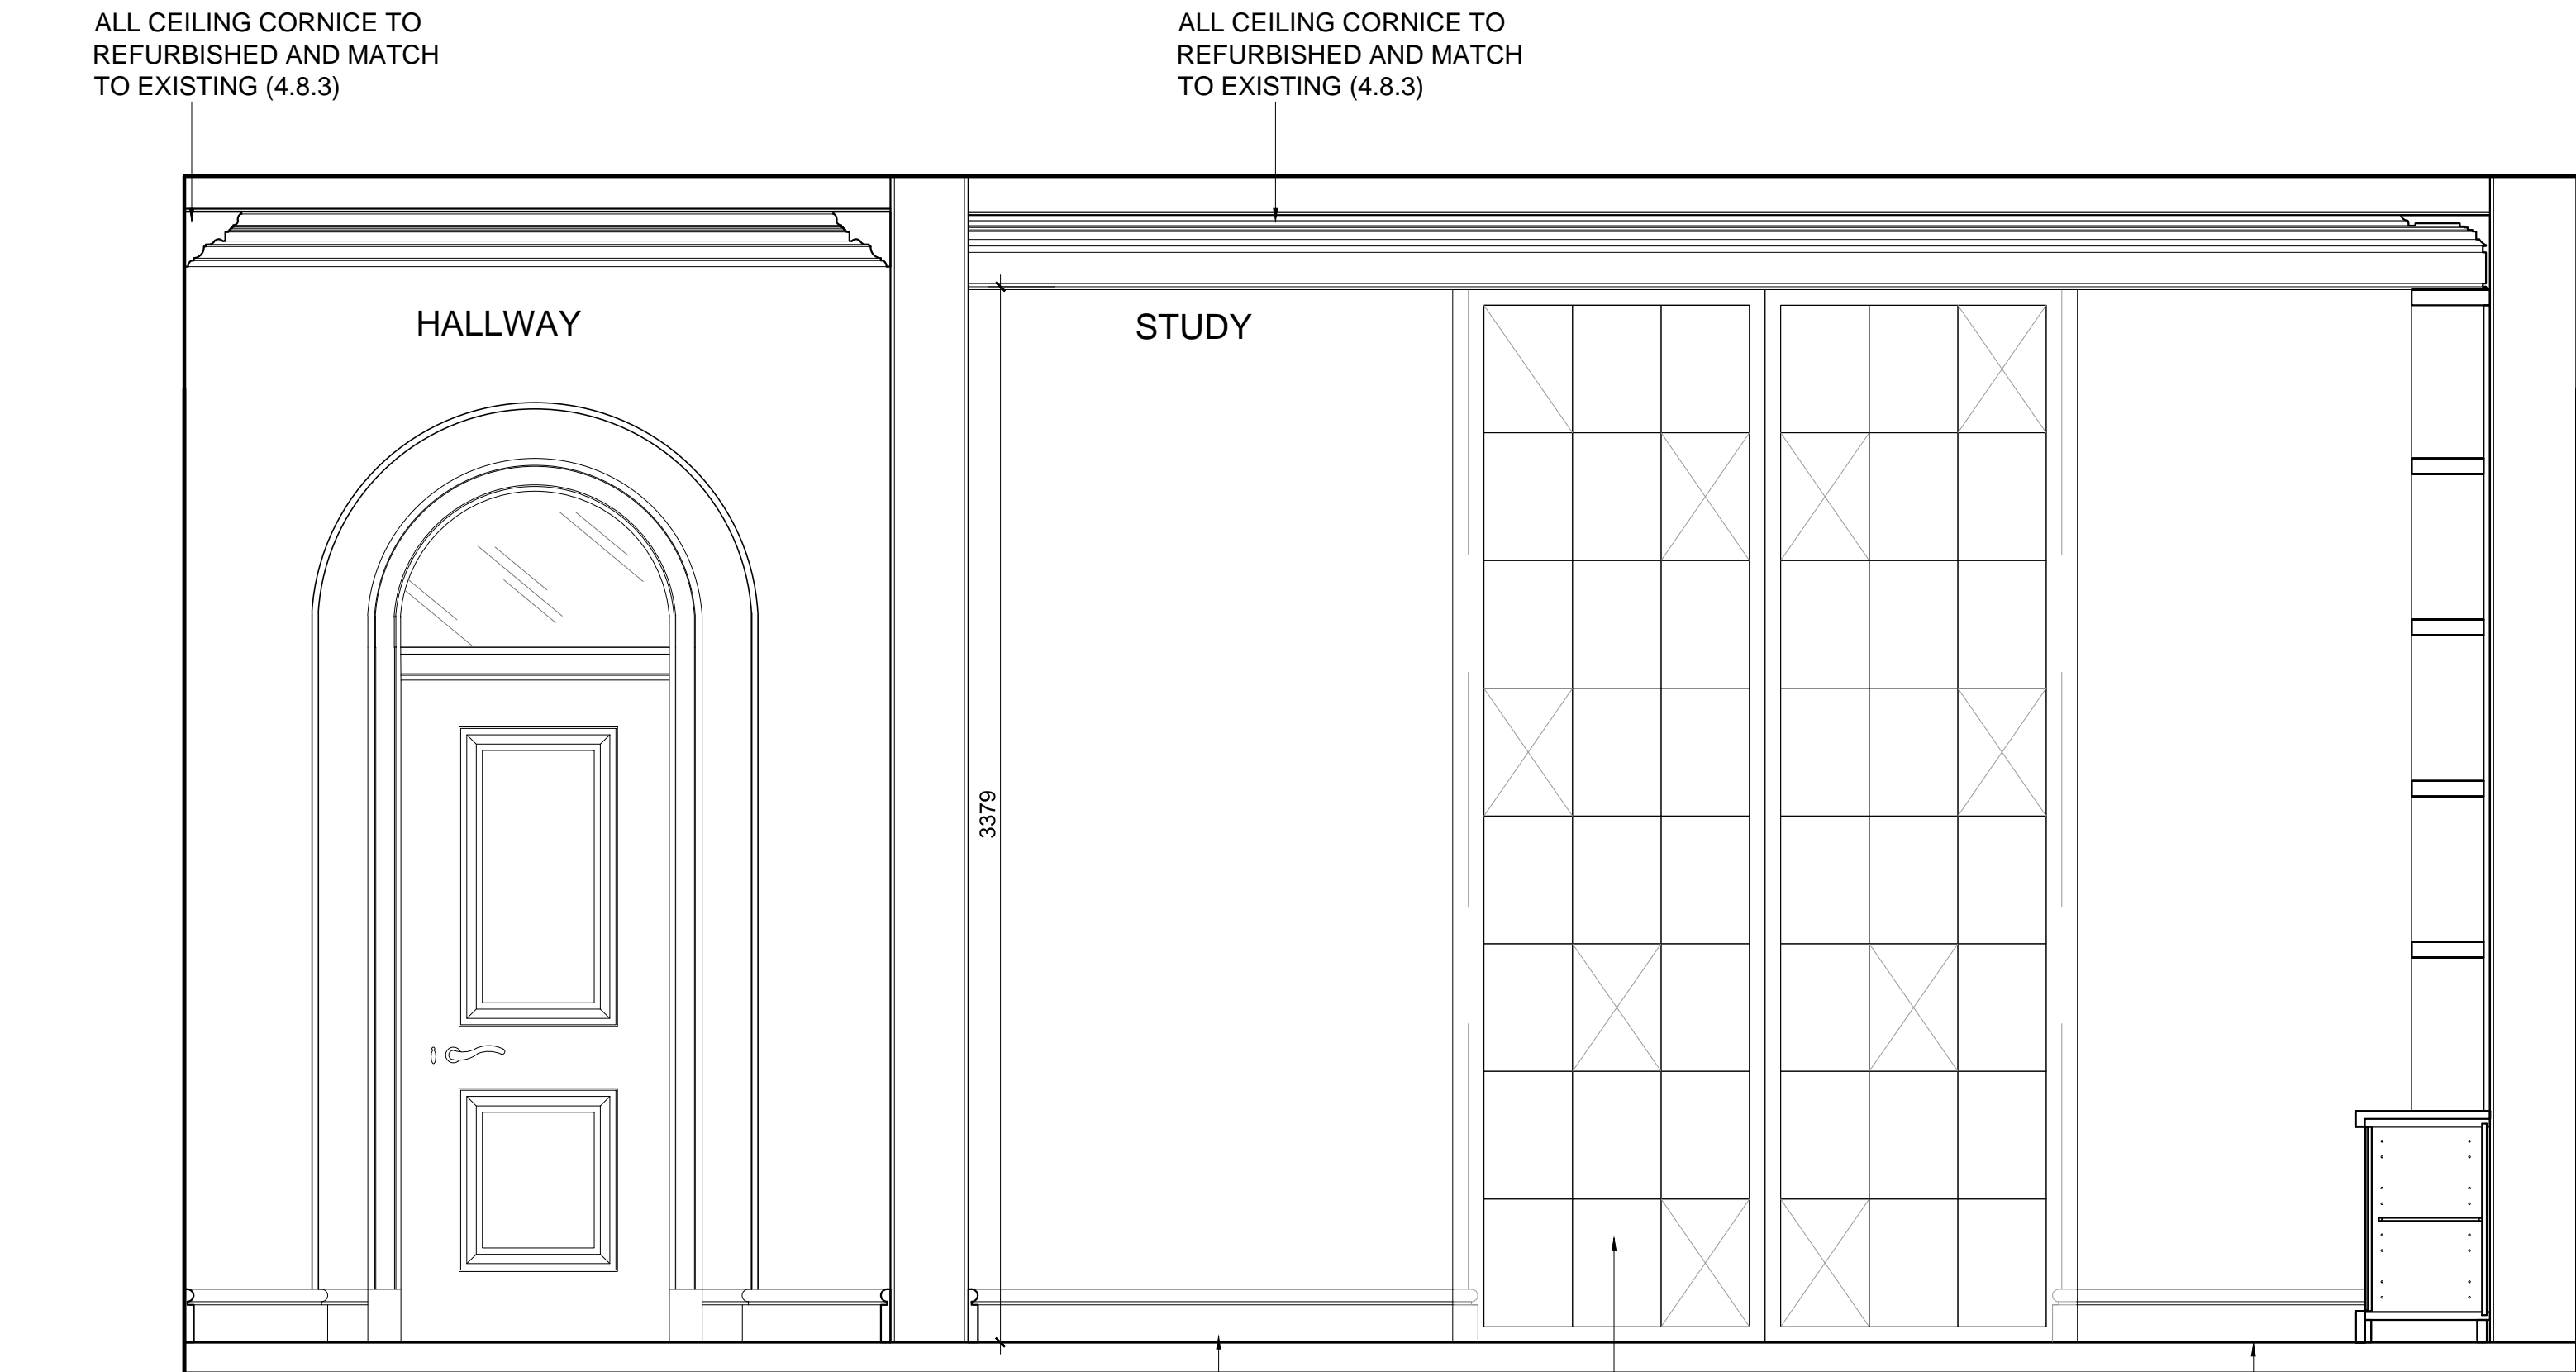 ALL CEILING CORNICE TO
REFURBISHED AND MATCH
TO EXISTING (4.8.3)
ALL CEILING CORNICE TO
REFURBISHED AND MATCH
TO EXISTING (4.8.3)
HALLWAY
STUDY
3379